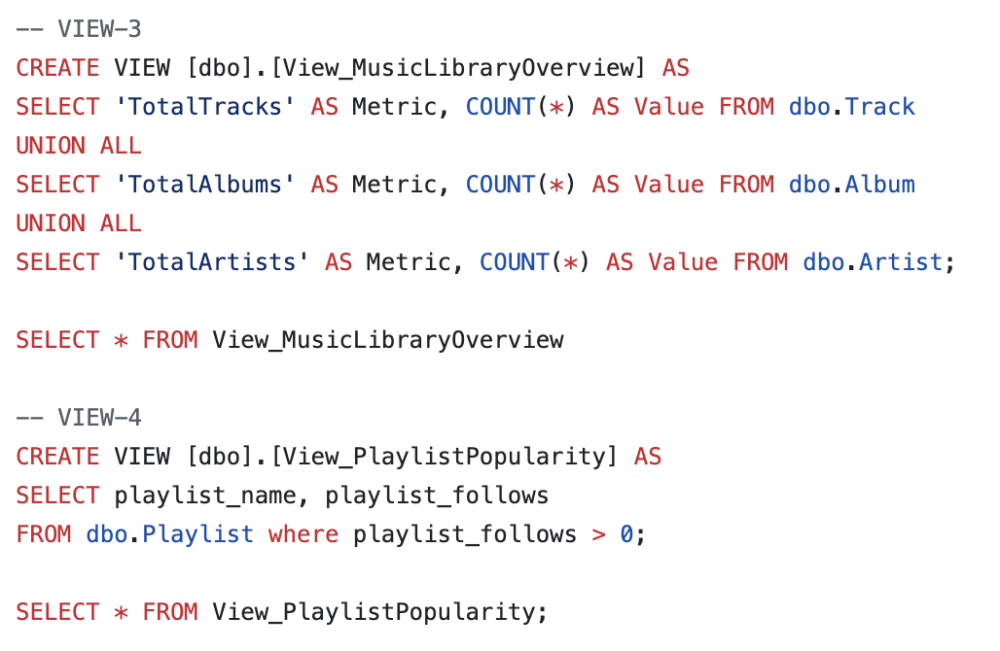 -- VIEW-3
CREATE VIEW [dbo].[View_MusicLibraryOverview] AS
SELECT 'TotalTracks' AS Metric, COUNT(*) AS Value FROM dbo.Track
UNION ALL
SELECT 'TotalAlbums' AS Metric, COUNT(*) AS Value FROM dbo.Album
UNION ALL
SELECT 'TotalArtists' AS Metric, COUNT(*) AS Value FROM dbo.Artist;
SELECT * FROM View_MusicLibraryOverview
-- VIEW-4
CREATE VIEW [dbo].[View_PlaylistPopularity] AS
SELECT playlist_name, playlist_follows
FROM dbo.Playlist where playlist_follows > 0;
SELECT * FROM View_PlaylistPopularity;